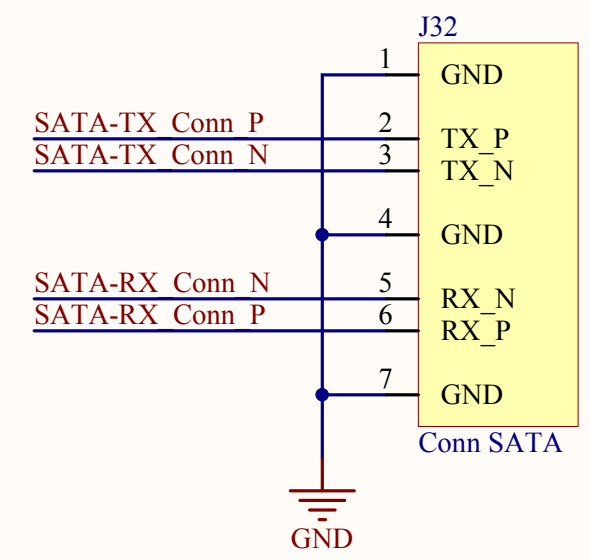 J32
1 GND
SATA-TX_Conn_P 2 TX_P
SATA-TX_Conn_N 3 TX_N
4 GND
SATA-RX_Conn_N 5 RX_N
SATA-RX_Conn_P 6 RX_P
7 GND
Conn SATA
GND